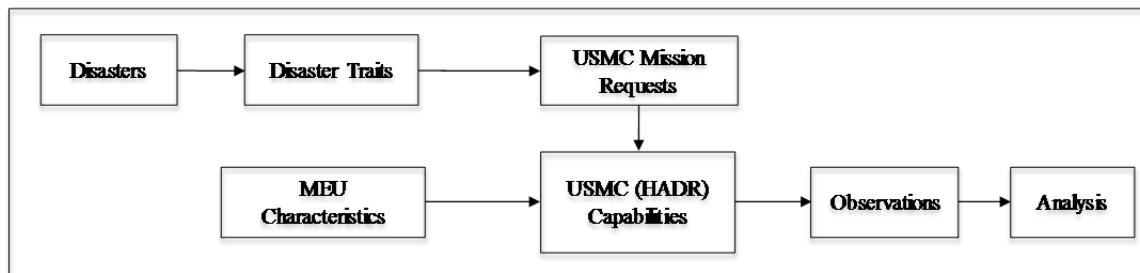 Disasters
Disaster Traits
USMC Mission
Requests
MEU
Characteristics
USMC (HADR)
Capabilities
Observations
Analysis